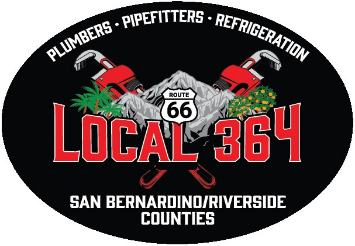 PLUMBERS · PIPEFITTERS · REFRIGERATION
ROUTE
66
LOCAL 364
SAN BERNARDINO/RIVERSIDE
COUNTIES